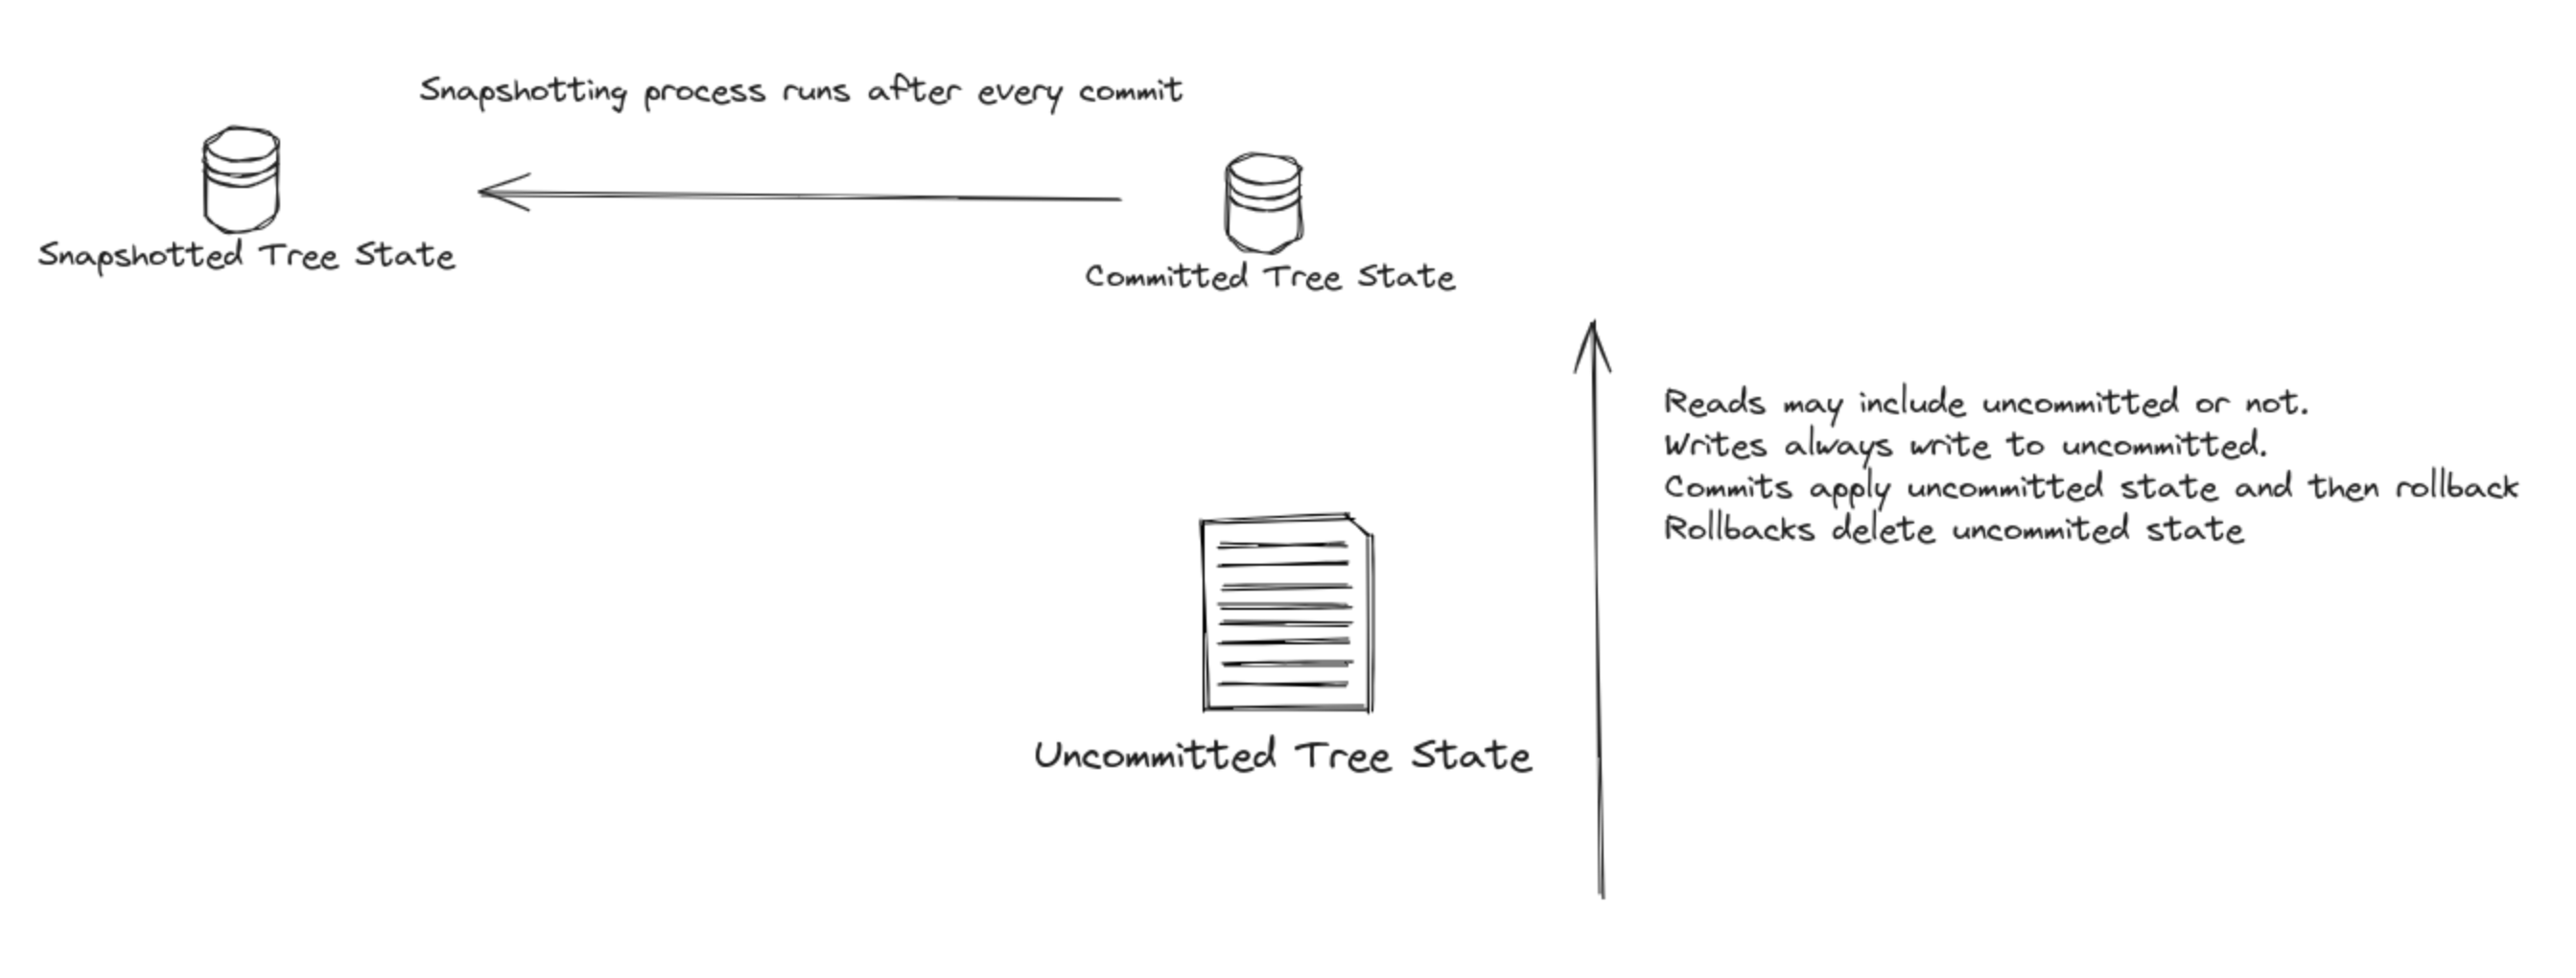 Snapshotting process runs after every commit
Snapshotted Tree State
Committed Tree State
Reads may include uncommitted or not.
Writes always write to uncommitted.
Commits apply uncommitted state and then rollback
Rollbacks delete uncommited state
Uncommitted Tree State